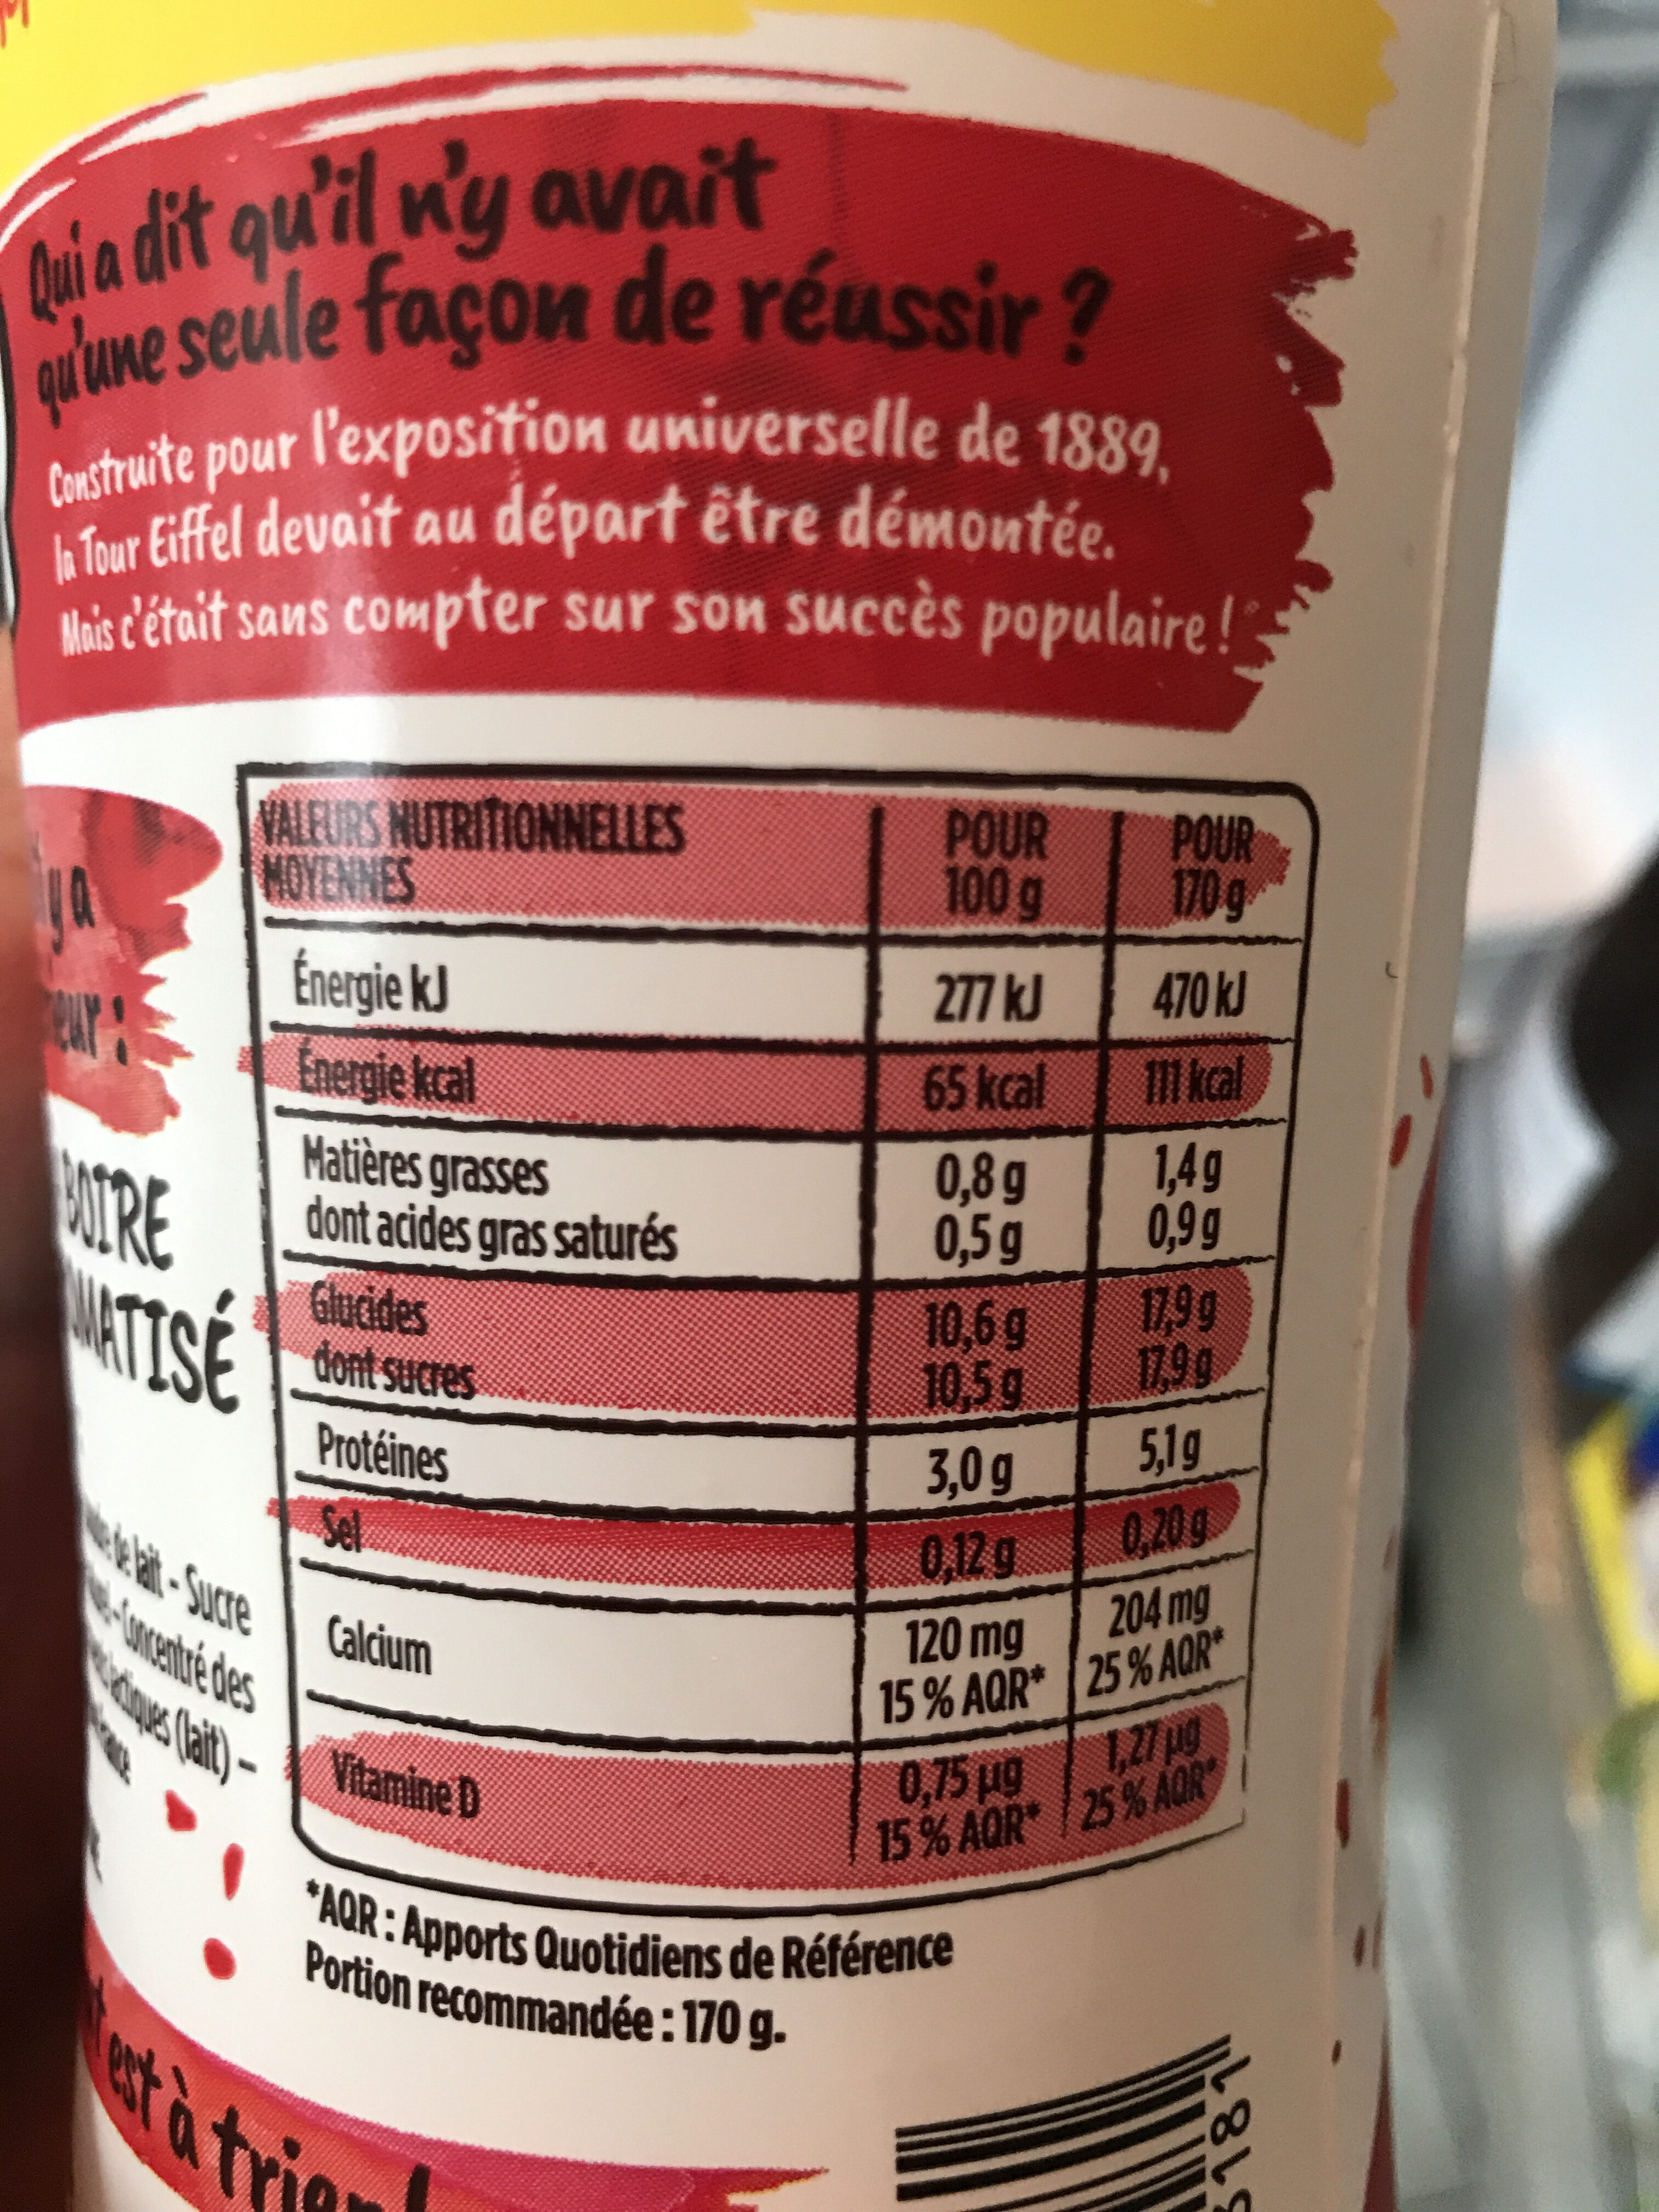 Qui a dit qu'il n'y avait
qu'une seule façon de réussir ?
Construite pour l'exposition universelle de 1889,
la Tour Eiffel devait au départ être démontée.
Mais c'était sans compter sur son succès populaire !
y a
BOIRE
de lait - Sucre
Concentré des
lactiques (lait) –
VALEURS NUTRITIONNELLES MOYENNES POUR 100 g POUR 170 g
Énergie kJ 277 kJ 470 kJ
Énergie kcal 65 kcal 111 kcal
Matières grasses 0,8 g 1,4 g
dont acides gras saturés 0,5 g 0,9 g
Glucides 10,6 g 17,9 g
dont sucres 10,5 g 17,9 g
Protéines 3,0 g 5,1 g
Sel 0,12 g 0,20 g
Calcium 120 mg 204 mg
15 % AQR* 25 % AQR*
Vitamine D 0,75 µg 1,27 µg
15 % AQR* 25 % AQR*
*AQR : Apports Quotidiens de Référence
Portion recommandée : 170 g.
est à trier !